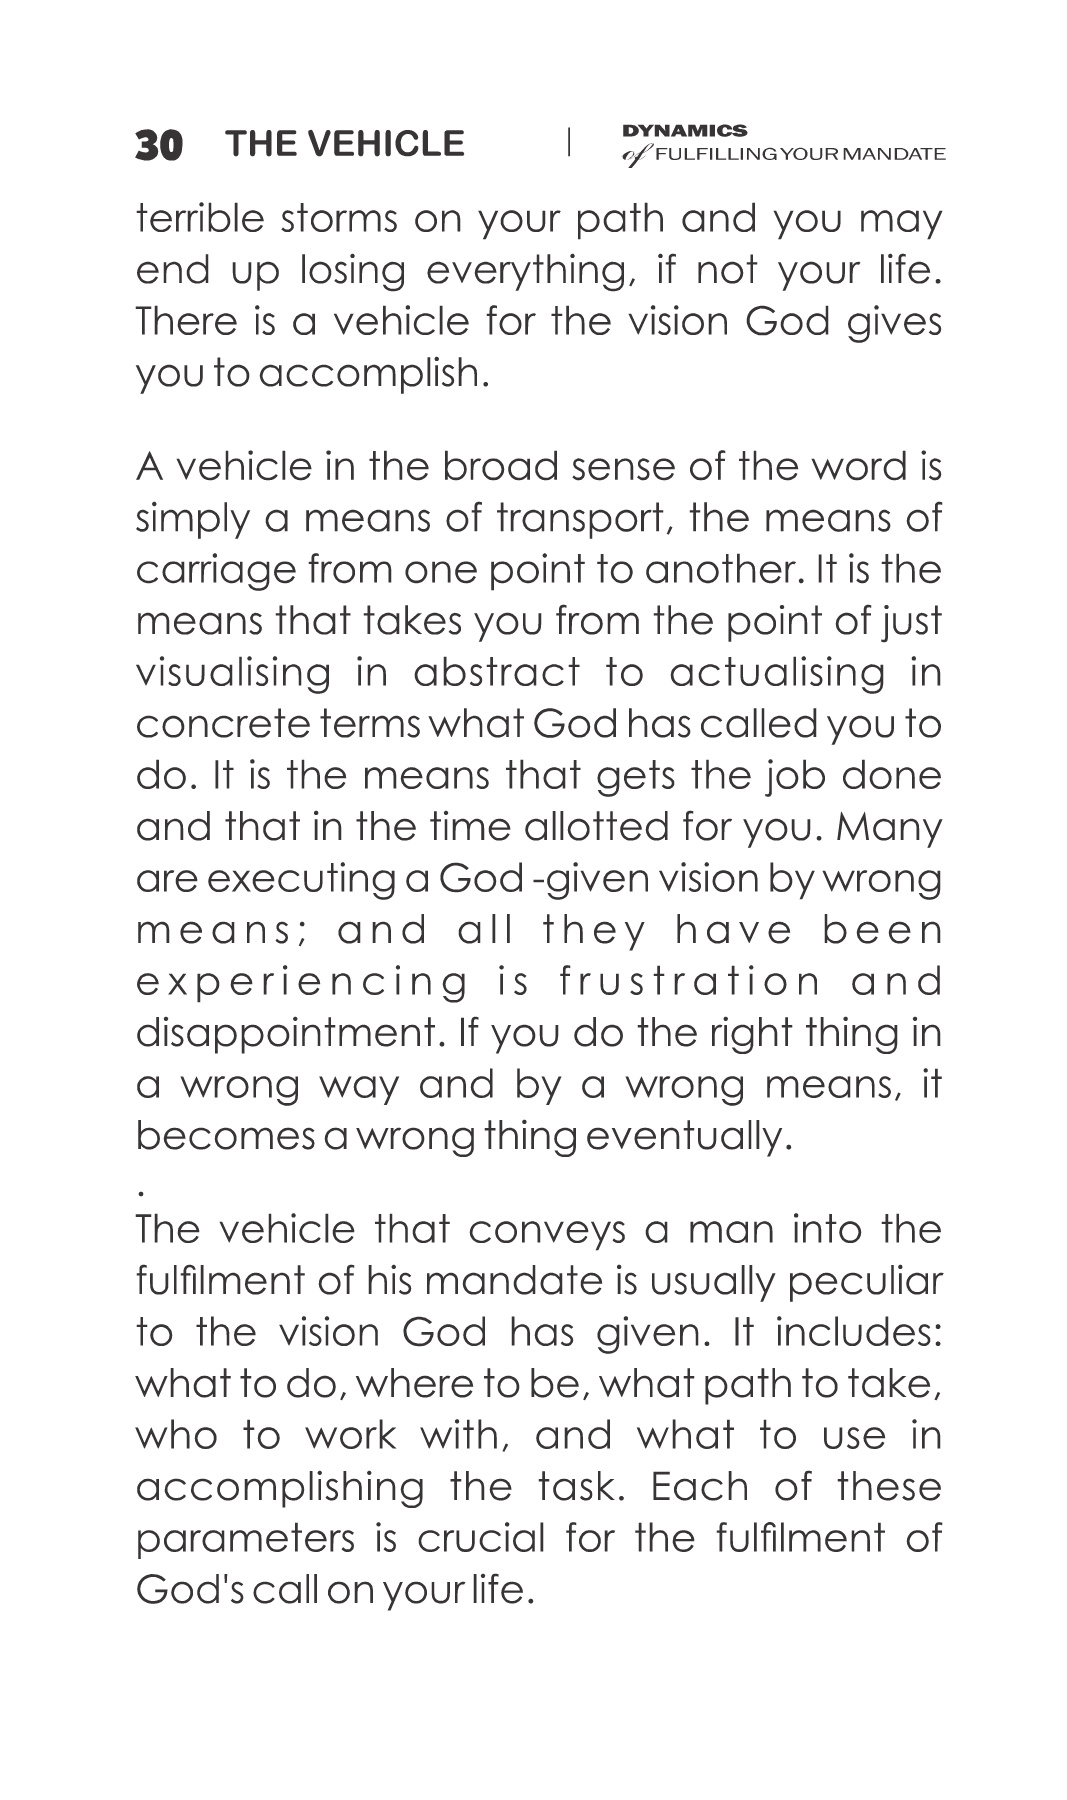 30 THE VEHICLE | DYNAMICS
of FULFILLING YOUR MANDATE
terrible storms on your path and you may
end up losing everything, if not your life.
There is a vehicle for the vision God gives
you to accomplish.
A vehicle in the broad sense of the word is
simply a means of transport, the means of
carriage from one point to another. It is the
means that takes you from the point of just
visualising in abstract to actualising in
concrete terms what God has called you to
do. It is the means that gets the job done
and that in the time allotted for you. Many
are executing a God -given vision by wrong
means; and all they have been
experiencing is frustration and
disappointment. If you do the right thing in
a wrong way and by a wrong means, it
becomes a wrong thing eventually.
.
The vehicle that conveys a man into the
fulfilment of his mandate is usually peculiar
to the vision God has given. It includes:
what to do, where to be, what path to take,
who to work with, and what to use in
accomplishing the task. Each of these
parameters is crucial for the fulfilment of
God's call on your life.